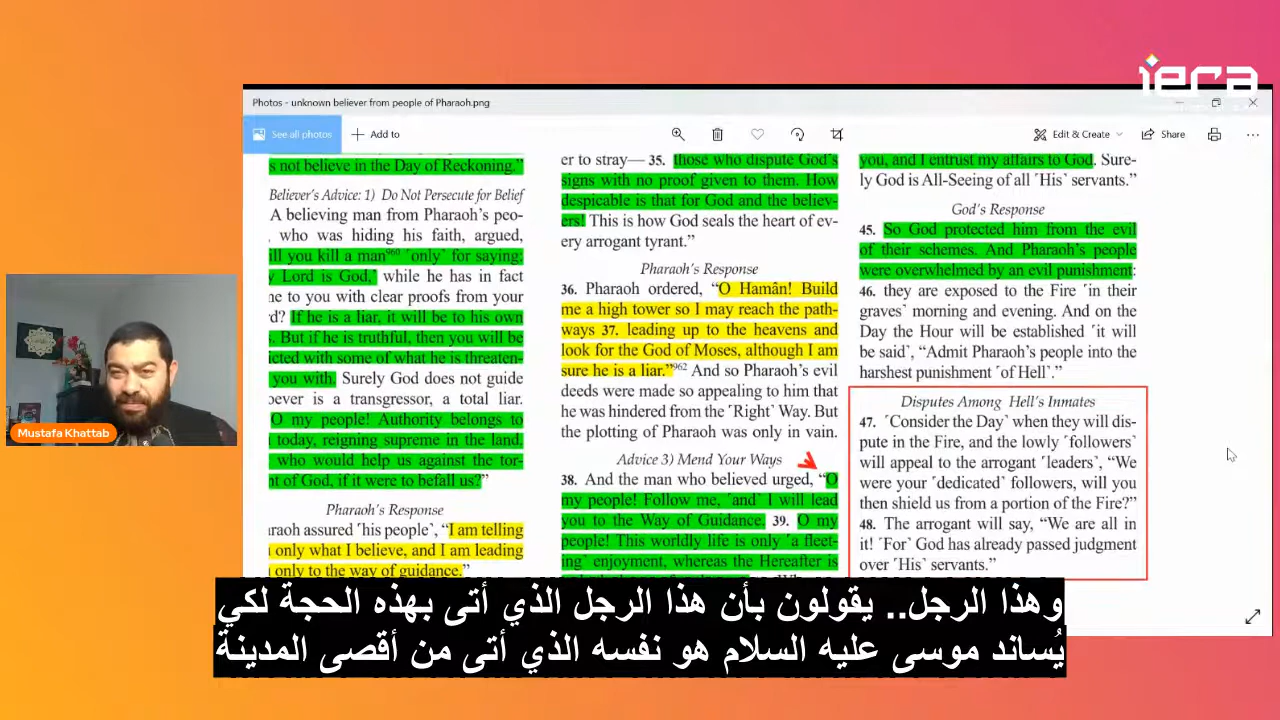 iera
Photos - unknown believer from people of Pharaoh.png
See all photos
Add to
Edit & Create
Share
s not believe in the Day of Reckoning.”
Believer's Advice: 1) Do Not Persecute for Belief
A believing man from Pharaoh’s peo-
, who was hiding his faith, argued,
ill you kill a man⁹⁶⁰ ˹only˺ for saying:
y Lord is God,’ while he has in fact
ne to you with clear proofs from your
rd? If he is a liar, it will be to his own
. But if he is truthful, then you will be
icted with some of what he is threaten-
you with. Surely God does not guide
oever is a transgressor, a total liar.
O my people! Authority belongs to
today, reigning supreme in the land,
who would help us against the tor-
nt of God, if it were to befall us?”
Pharaoh's Response
raoh assured ˹his people˺, “I am telling
only what I believe, and I am leading
only to the way of guidance.”
er to stray— 35. those who dispute God’s
signs with no proof given to them. How
despicable is that for God and the believ-
ers! This is how God seals the heart of ev-
ery arrogant tyrant.”
Pharaoh's Response
36. Pharaoh ordered, “O Hamân! Build
me a high tower so I may reach the path-
ways 37. leading up to the heavens and
look for the God of Moses, although I am
sure he is a liar.”⁹⁶² And so Pharaoh’s evil
deeds were made so appealing to him that
he was hindered from the ˹Right˺ Way. But
the plotting of Pharaoh was only in vain.
Advice 3) Mend Your Ways
38. And the man who believed urged, “O
my people! Follow me, ˹and˺ I will lead
you to the Way of Guidance. 39. O my
people! This worldly life is only ˹a fleet-
ing˺ enjoyment, whereas the Hereafter is
you, and I entrust my affairs to God. Sure-
ly God is All-Seeing of all ˹His˺ servants.”
God's Response
45. So God protected him from the evil
of their schemes. And Pharaoh’s people
were overwhelmed by an evil punishment:
46. they are exposed to the Fire ˹in their
graves˺ morning and evening. And on
the Day the Hour will be established ˹it will
be said˺, “Admit Pharaoh’s people into the
harshest punishment ˹of Hell˺.”
Disputes Among Hell's Inmates
47. ˹Consider the Day˺ when they will dis-
pute in the Fire, and the lowly ˹followers˺
will appeal to the arrogant ˹leaders˺, “We
were your ˹dedicated˺ followers, will you
then shield us from a portion of the Fire?”
48. The arrogant will say, “We are all in
it! ˹For˺ God has already passed judgment
over ˹His˺ servants.”
Mustafa Khattab
وهذا الرجل.. يقولون بأن هذا الرجل الذي أتى بهذه الحجة لكي
يُساند موسى عليه السلام هو نفسه الذي أتى من أقصى المدينة